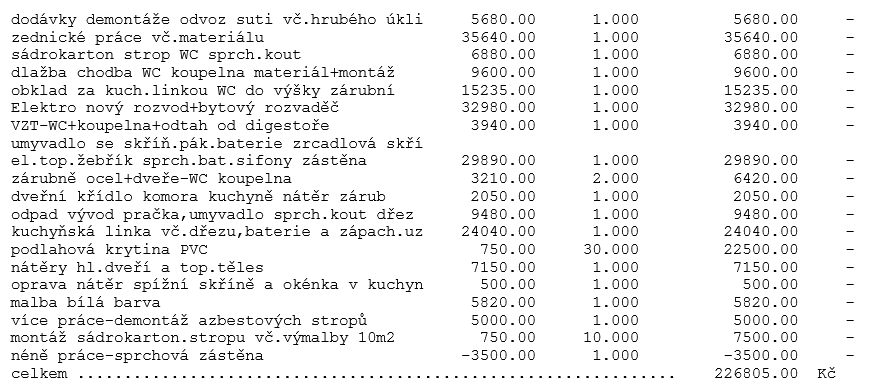 dodávky demontáže odvoz suti vč.hrubého úkli 5680.00 1.000 5680.00 -
zednické práce vč.materiálu 35640.00 1.000 35640.00 -
sádrokarton strop WC sprch.kout 6880.00 1.000 6880.00 -
dlažba chodba WC koupelna materiál+montáž 9600.00 1.000 9600.00 -
obklad za kuch.linkou WC do výšky zárubní 15235.00 1.000 15235.00 -
Elektro nový rozvod+bytový rozvaděč 32980.00 1.000 32980.00 -
VZT-WC+koupelna+odtah od digestoře 3940.00 1.000 3940.00 -
umyvadlo se skříň.pák.baterie zrcadlová skří
el.top.žebřík sprch.bat.sifony zástěna 29890.00 1.000 29890.00 -
zárubně ocel+dveře-WC koupelna 3210.00 2.000 6420.00 -
dveřní křídlo komora kuchyně nátěr zárub 2050.00 1.000 2050.00 -
odpad vývod pračka,umyvadlo sprch.kout dřez 9480.00 1.000 9480.00 -
kuchyňská linka vč.dřezu,baterie a zápach.uz 24040.00 1.000 24040.00 -
podlahová krytina PVC 750.00 30.000 22500.00 -
nátěry hl.dveří a top.těles 7150.00 1.000 7150.00 -
oprava nátěr spížní skříně a okénka v kuchyn 500.00 1.000 500.00 -
malba bílá barva 5820.00 1.000 5820.00 -
více práce-demontáž azbestových stropů 5000.00 1.000 5000.00 -
montáž sádrokarton.stropu vč.výmalby 10m2 750.00 10.000 7500.00 -
néně práce-sprchová zástěna -3500.00 1.000 -3500.00 -
celkem ............................................................ 226805.00 Kč